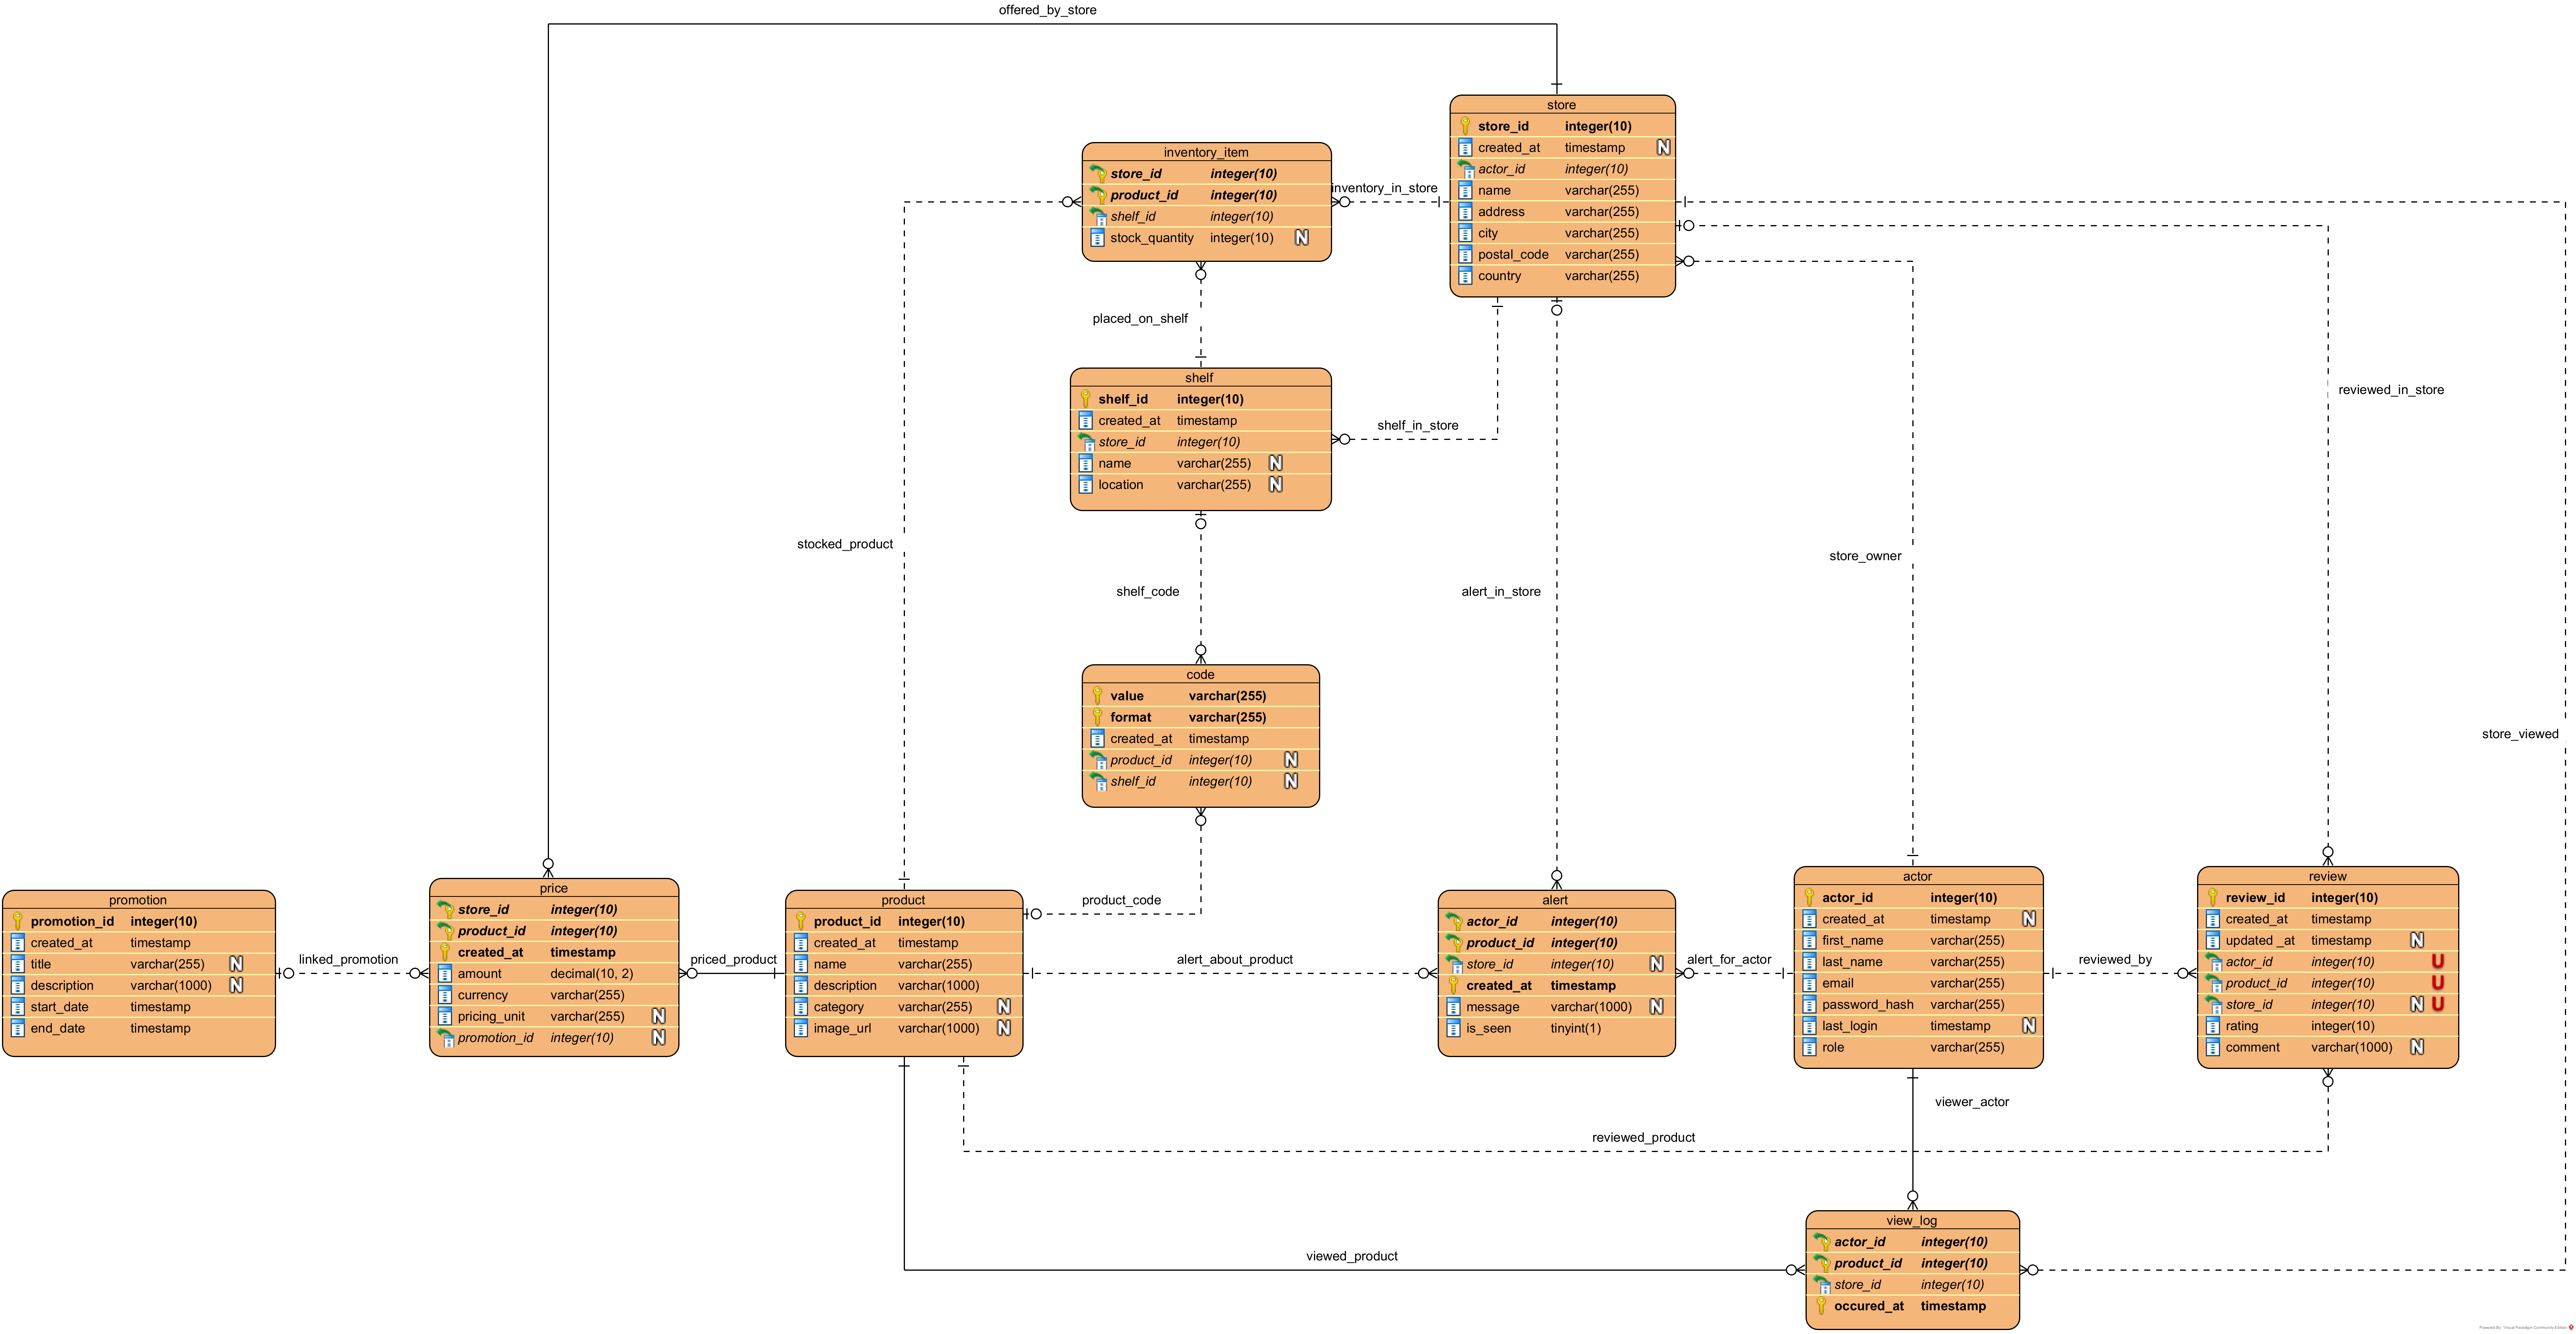 offered_by_store
store
store_id integer(10)
created_at timestamp N
actor_id integer(10)
name varchar(255)
address varchar(255)
city varchar(255)
postal_code varchar(255)
country varchar(255)
inventory_item
store_id integer(10)
product_id integer(10)
shelf_id integer(10)
stock_quantity integer(10) N
inventory_in_store
placed_on_shelf
shelf
shelf_id integer(10)
created_at timestamp
store_id integer(10)
name varchar(255) N
location varchar(255) N
shelf_in_store
reviewed_in_store
stocked_product
shelf_code
alert_in_store
store_owner
store_viewed
code
value varchar(255)
format varchar(255)
created_at timestamp
product_id integer(10) N
shelf_id integer(10) N
product_code
promotion
promotion_id integer(10)
created_at timestamp
title varchar(255) N
description varchar(1000) N
start_date timestamp
end_date timestamp
linked_promotion
price
store_id integer(10)
product_id integer(10)
created_at timestamp
amount decimal(10, 2)
currency varchar(255)
pricing_unit varchar(255) N
promotion_id integer(10) N
priced_product
product
product_id integer(10)
created_at timestamp
name varchar(255)
description varchar(1000)
category varchar(255) N
image_url varchar(1000) N
alert_about_product
alert
actor_id integer(10)
product_id integer(10)
store_id integer(10) N
created_at timestamp
message varchar(1000) N
is_seen tinyint(1)
alert_for_actor
actor
actor_id integer(10)
created_at timestamp N
first_name varchar(255)
last_name varchar(255)
email varchar(255)
password_hash varchar(255)
last_login timestamp N
role varchar(255)
reviewed_by
review
review_id integer(10)
created_at timestamp
updated _at timestamp N
actor_id integer(10) U
product_id integer(10) U
store_id integer(10) N U
rating integer(10)
comment varchar(1000) N
viewer_actor
reviewed_product
viewed_product
view_log
actor_id integer(10)
product_id integer(10)
store_id integer(10)
occured_at timestamp
Powered By: Visual Paradigm Community Edition